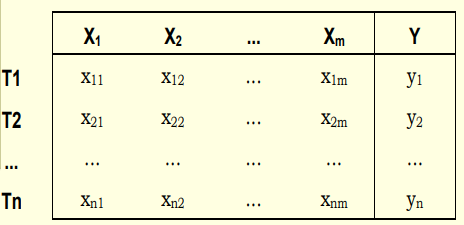 X₁ X₂ ... Xₘ Y
T1 x₁₁ x₁₂ ... x₁ₘ y₁
T2 x₂₁ x₂₂ ... x₂ₘ y₂
... ... ... ... ... ...
Tn xₙ₁ xₙ₂ ... xₙₘ yₙ